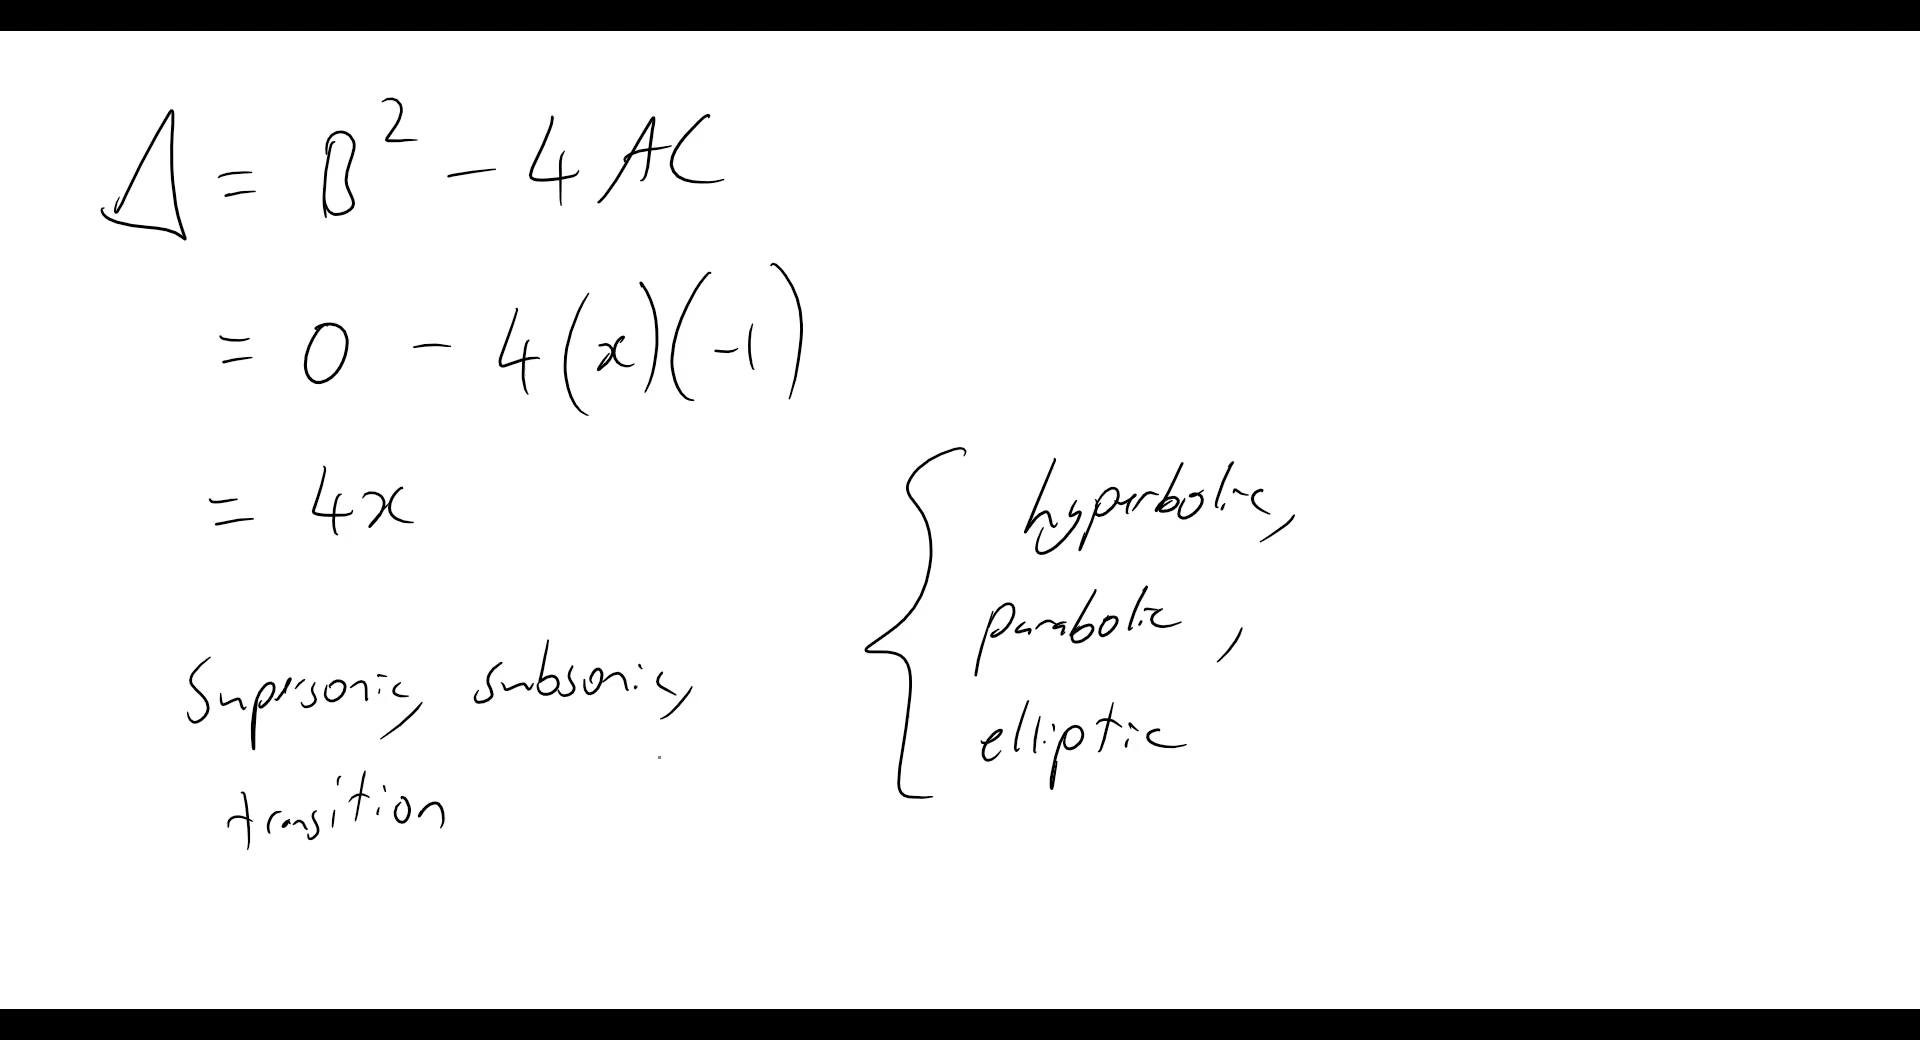 Δ = B² − 4AC
= 0 − 4(x)(−1)
= 4x
hyperbolic,
parabolic,
elliptic
Supersonic, subsonic,
transition